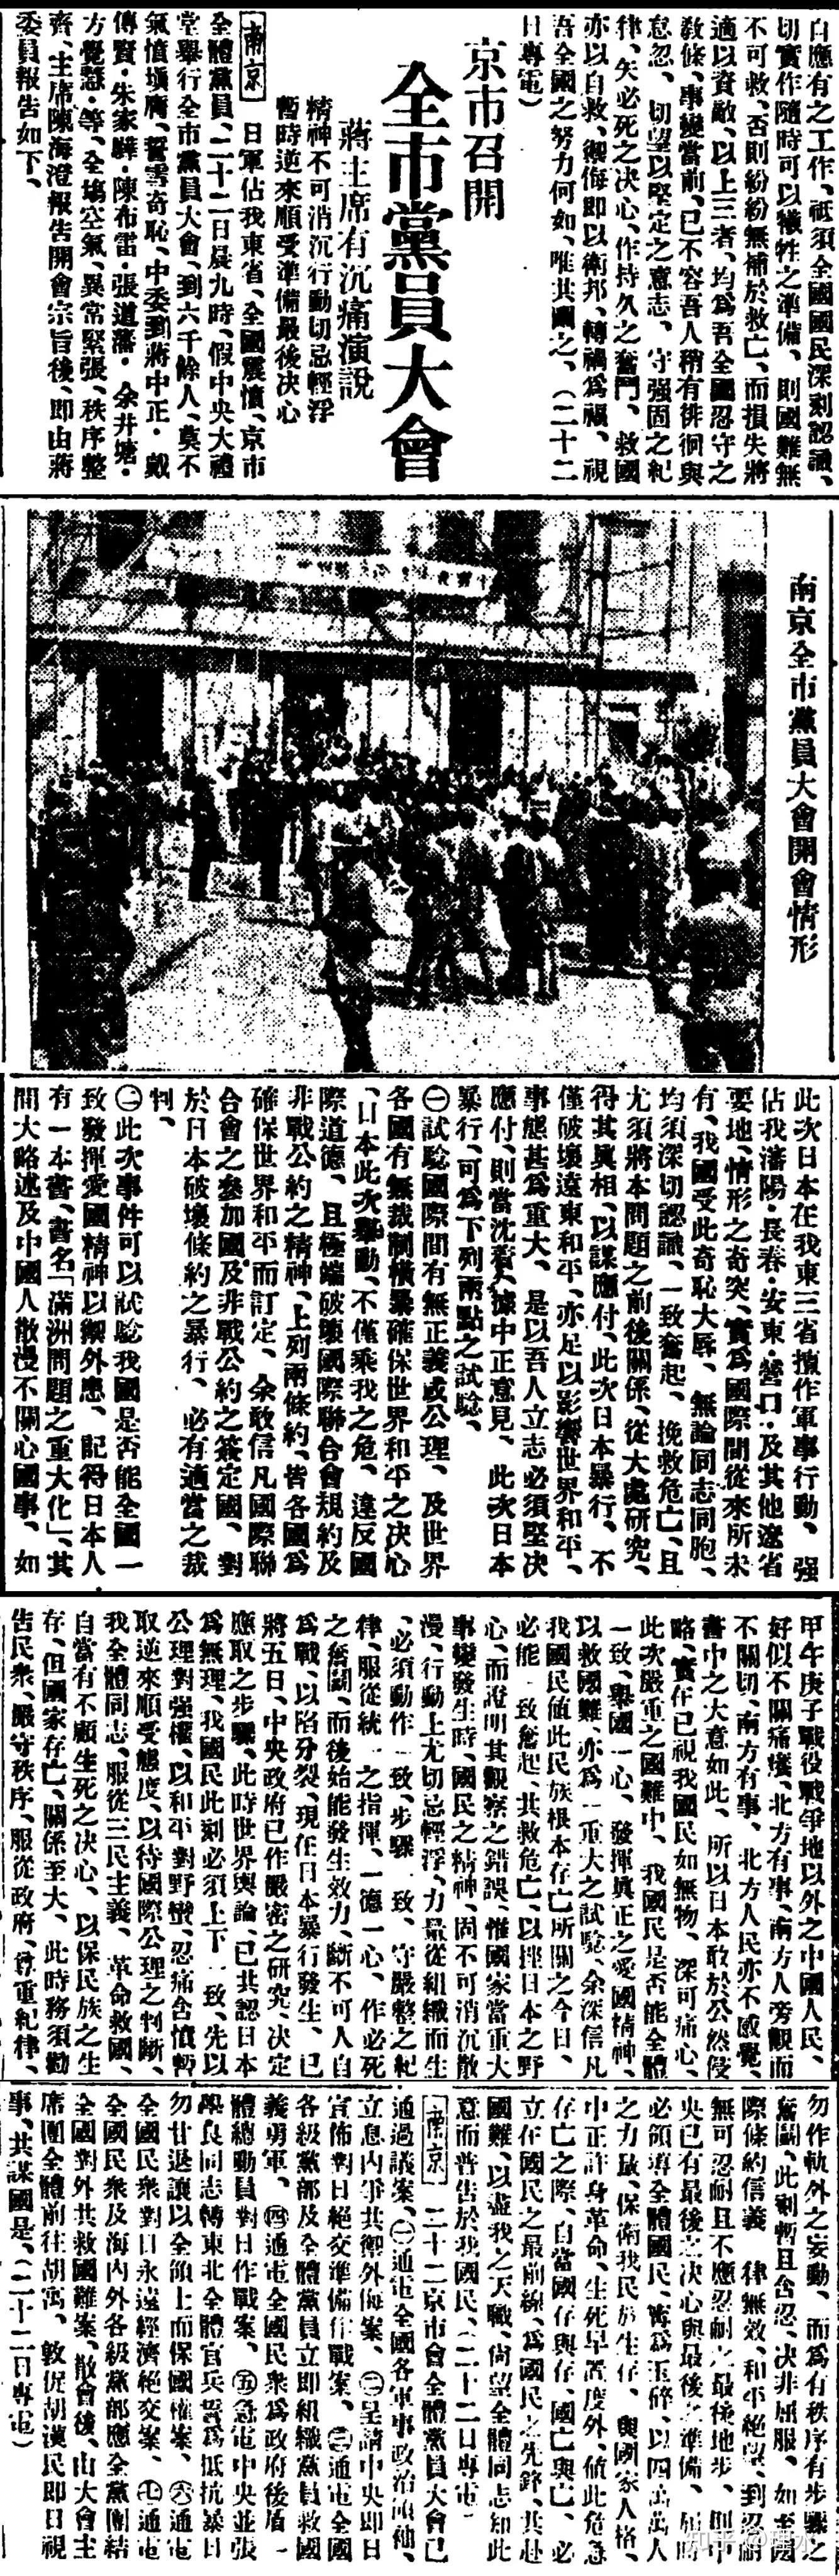 自應有之工作、祇須全國國民深刻認識、
切實作隨時可以犧牲之準備、則國難無
不可救、否則紛紛無補於救亡、而損失將
適以資敵、以上三者、均爲吾全國忍守之
敎條、事變當前、已不容吾人稍有徘徊與
怠忽、切望以堅定之意志、守强固之紀
律、矢必死之决心、作持久之奮鬥、救國
亦以自救、禦侮即以衛邦、轉禍爲福、視
吾全國之努力何如、唯共圖之、(二十二
日專電)
京市召開
全市黨員大會
蔣主席有沉痛演說
精神不可消沉行動切忌輕浮
暫時逆來順受準備最後决心
南京 日軍佔我東省、全國震憤、京市
全體黨員、二十二日晨九時、假中央大禮
堂舉行全市黨員大會、到六千餘人、莫不
氣憤塡膺、誓雪奇恥、中委到蔣中正·戴
傳賢·朱家驊·陳布雷·張道藩·余井塘·
方覺慧·等、全塲空氣、異常緊張、秩序整
齊、主席陳海澄報告開會宗旨後、即由蔣
委員報告如下、
南京全市黨員大會開會情形
此次日本在我東三省擅作軍事行動、强
佔我瀋陽·長春·安東·營口·及其他遼省
要地、情形之奇突、實爲國際間從來所未
有、我國受此奇恥大辱、無論同志同胞、
均須深切認識、一致奮起、挽救危亡、且
尤須將本問題之前後關係、從大處研究、
得其眞相、以謀應付、此次日本暴行、不
僅破壞遠東和平、亦足以影響世界和平、
事態甚爲重大、是以吾人立志必須堅决
應付、則當沈着、據中正意見、此次日本
暴行、可爲下列兩點之試驗、
㊀試驗國際間有無正義或公理、及世界
各國有無裁制橫暴確保世界和平之决心
、日本此次舉動、不僅乘我之危、違反國
際道德、且極端破壞國際聯合會規約及
非戰公約之精神、上列兩條約、皆各國爲
確保世界和平而訂定、余敢信凡國際聯
合會之參加國及非戰公約之簽定國、對
於日本破壞條約之暴行、必有適當之裁
判、
㊁此次事件可以試驗我國是否能全國一
致發揮愛國精神以禦外患、記得日本人
有一本書、書名「滿洲問題之重大化」、其
間大略述及中國人散漫不關心國事、如
甲午庚子戰役戰爭地以外之中國人民、
好似不關痛癢、北方有事、南方人旁觀而
不關切、南方有事、北方人民亦不感覺、
書中之大意如此、所以日本敢於公然侵
略、實在已視我國民如無物、深可痛心、
此次嚴重之國難中、我國民是否能全體
一致、舉國一心、發揮眞正之愛國精神、
以救國難、亦爲一重大之試驗、余深信凡
我國民值此民族根本存亡所關之今日、
必能一致奮起、共救危亡、以挫日本之野
心、而證明其觀察之錯誤、惟國家當重大
事變發生時、國民之精神、固不可消沉散
漫、行動上尤切忌輕浮、力量從組織而生
、必須動作一致、步驟一致、守嚴整之紀
律、服從統一之指揮、一德一心、作必死
之奮鬪、而後始能發生效力、斷不可人自
爲戰、以陷分裂、現在日本暴行發生、已
將五日、中央政府已作嚴密之研究、决定
應取之步驟、此時世界輿論、已共認日本
爲無理、我國民此刻必須上下一致、先以
公理對强權、以和平對野蠻、忍痛含憤暫
取逆來順受態度、以待國際公理之判斷、
我全體同志、服從三民主義、革命救國、
自當有不顧生死之决心、以保民族之生
存、但國家存亡、關係至大、此時務須勸
告民衆、嚴守秩序、服從政府、尊重紀律、
勿作軌外之妄動、而爲有秩序有步驟之
奮鬪、此刻暫且含忍、决非屈服、如至國
際條約信義一律無效、和平絕望、到忍耐
無可忍耐且不應忍耐之最後地步、則中
央已有最後之决心與最後之準備、屆時
必領導全體國民、寧爲玉碎、以四萬萬人
之力量、保衛我民族生存、與國家人格、
中正許身革命、生死早置度外、值此危急
存亡之際、自當國存與存、國亡與亡、必
立在國民之最前線、爲國民之先鋒、共赴
國難、以盡我之天職、尙望全體同志知此
意而普告於我國民、(二十二日專電)
南京 二十二京市會全體黨員大會已
通過議案、㊀通電全國各軍事政治領袖、
立息內爭共禦外侮案、㊁呈請中央即日
宣佈對日絕交準備作戰案、㊂通電全國
各級黨部及全體黨員立即組織黨員救國
義勇軍、㊃通電全國民衆爲政府後盾一
體總動員對日作戰案、㊄急電中央並張
學良同志轉東北全體官兵誓爲抵抗暴日
勿甘退讓以全領土而保國權案、㊅通電
全國民衆對日永遠經濟絕交案、㊆通電
全國民衆及海內外各級黨部應全黨團結
全國對外共救國難案、散會後、由大會主
席團全體前往胡寓、敦促胡漢民即日視
事、共謀國是、(二十二日專電)
知乎